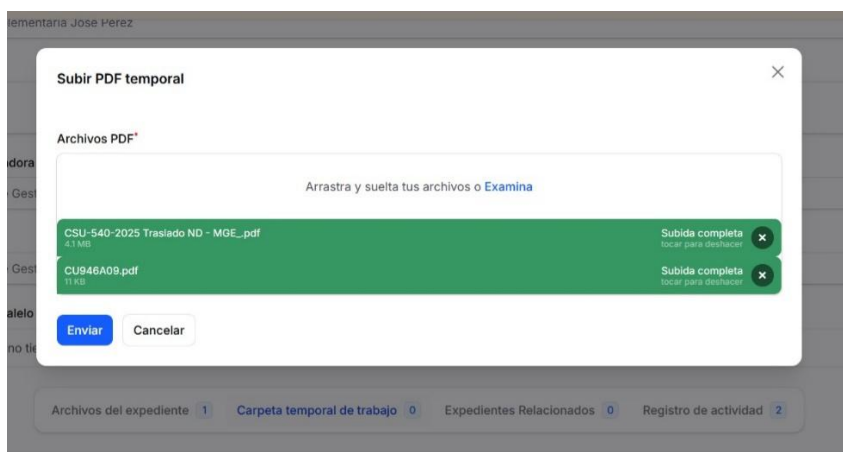 lementaria Jose Perez
Subir PDF temporal
Archivos PDF*
adora
Arrastra y suelta tus archivos o Examina
Gest
CSU-540-2025 Traslado ND - MGE_.pdf
4.1 MB
Subida completa
tocar para deshacer
CU946A09.pdf
11 KB
Subida completa
tocar para deshacer
Gest
alelo
Enviar
Cancelar
no tie
Archivos del expediente 1
Carpeta temporal de trabajo 0
Expedientes Relacionados 0
Registro de actividad 2